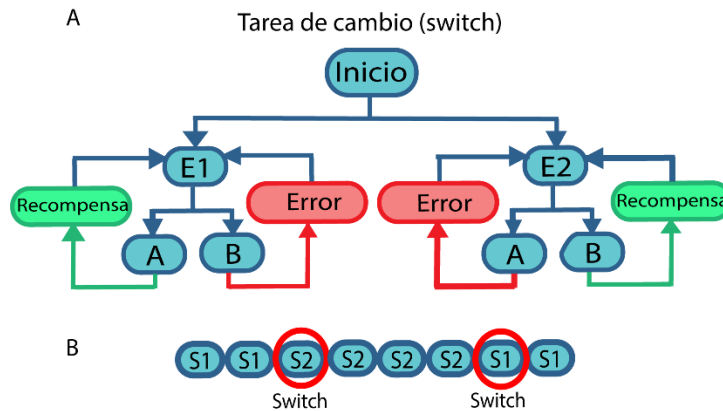 A
Tarea de cambio (switch)
Inicio
E1
E2
Recompensa
Error
Error
Recompensa
A
B
A
B
B
S1 S1 S2 S2 S2 S2 S1 S1
Switch
Switch